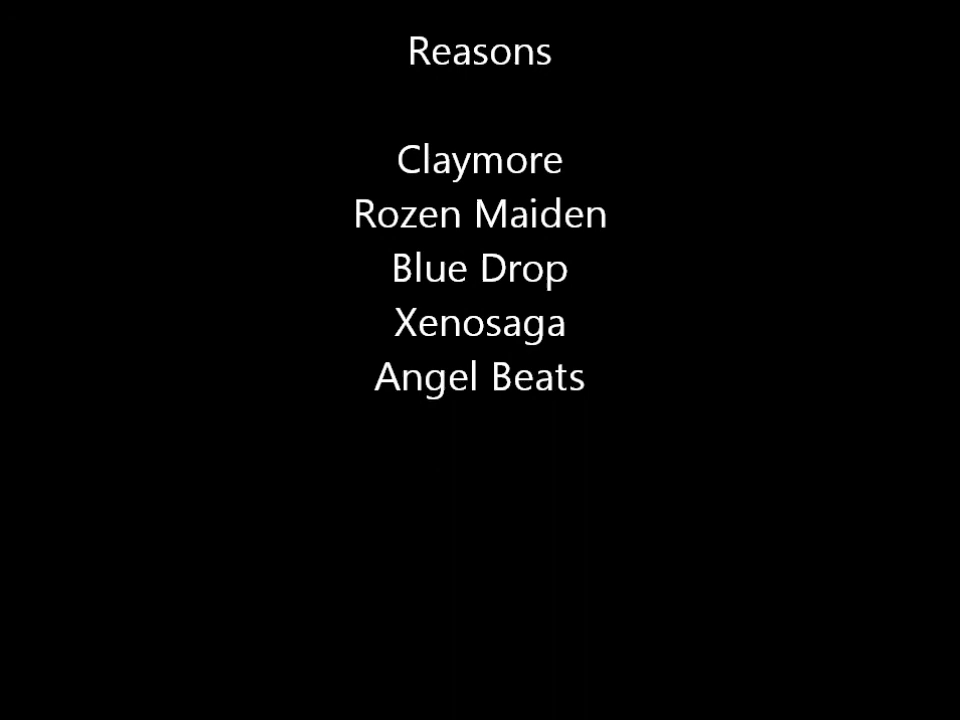 Reasons
Claymore
Rozen Maiden
Blue Drop
Xenosaga
Angel Beats